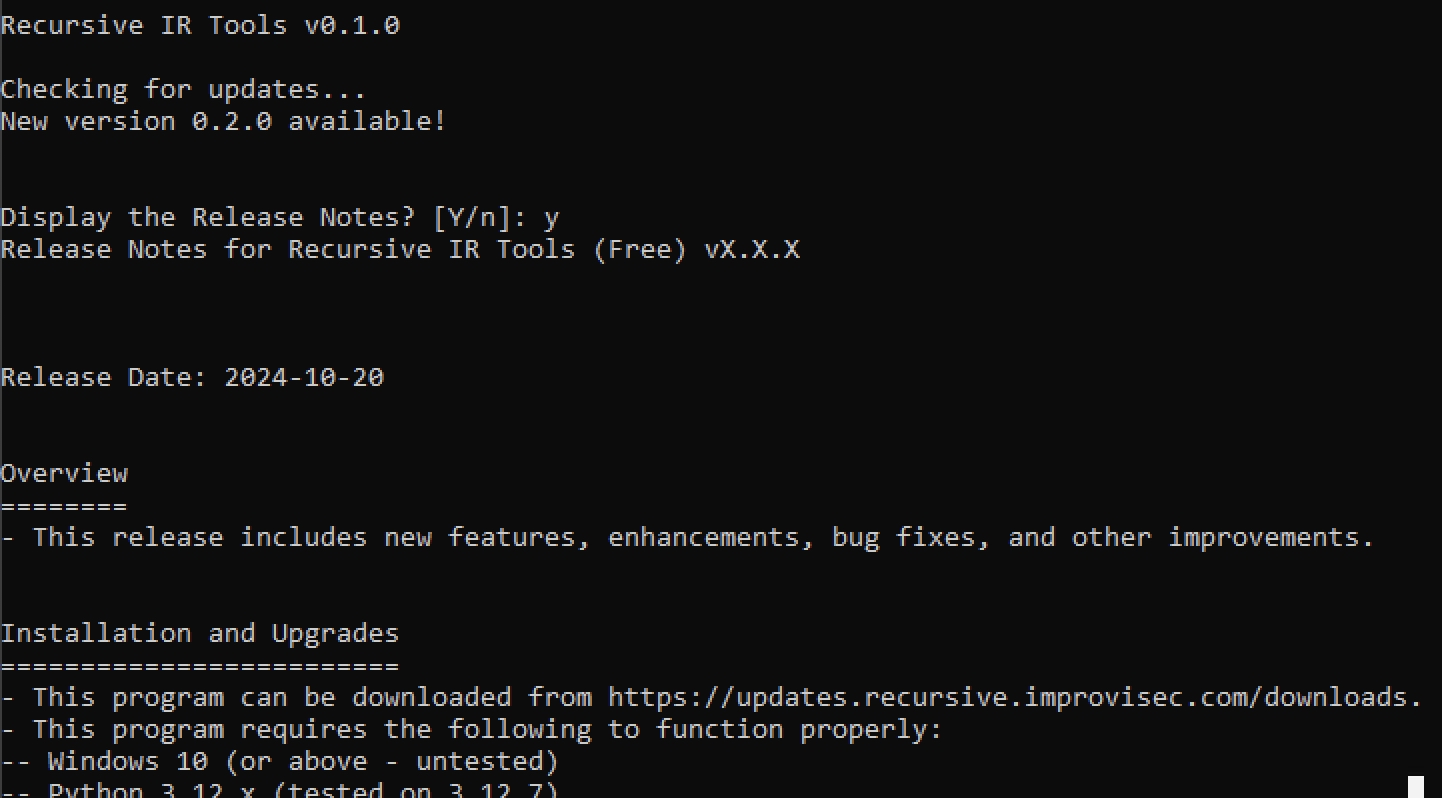 Recursive IR Tools v0.1.0
Checking for updates...
New version 0.2.0 available!
Display the Release Notes? [Y/n]: y
Release Notes for Recursive IR Tools (Free) vX.X.X
Release Date: 2024-10-20
Overview
========
- This release includes new features, enhancements, bug fixes, and other improvements.
Installation and Upgrades
=========================
- This program can be downloaded from https://updates.recursive.improvisec.com/downloads.
- This program requires the following to function properly:
-- Windows 10 (or above - untested)
-- Python 3.12.x (tested on 3.12.7)